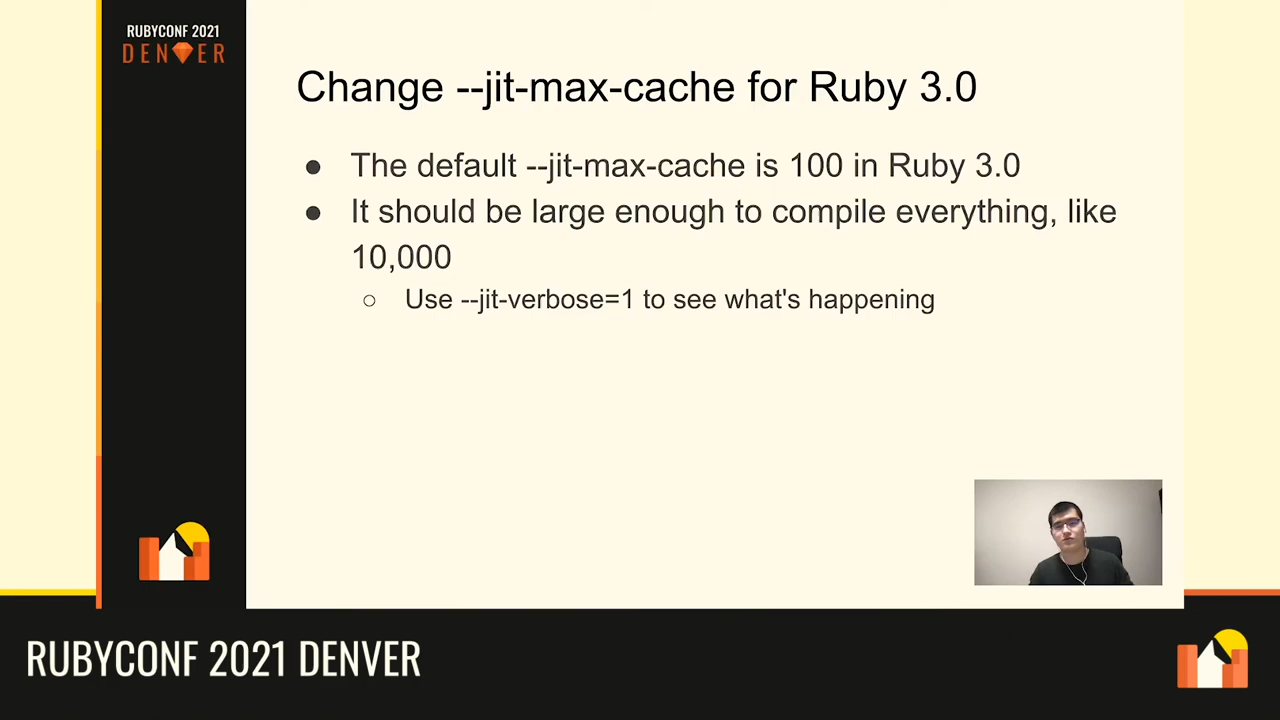 RUBYCONF 2021
DENVER
Change --jit-max-cache for Ruby 3.0
● The default --jit-max-cache is 100 in Ruby 3.0
● It should be large enough to compile everything, like
10,000
○ Use --jit-verbose=1 to see what's happening
RUBYCONF 2021 DENVER